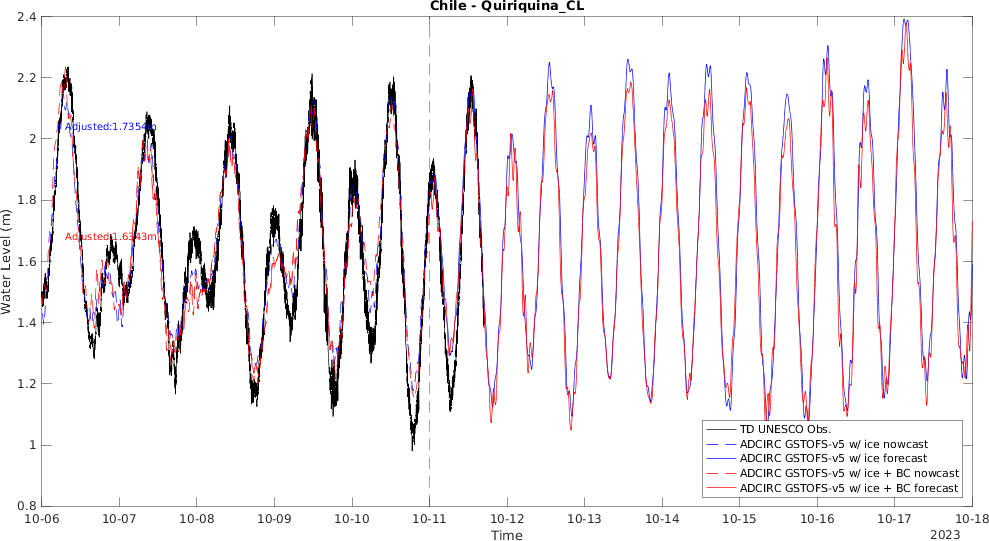 Chile - Quiriquina_CL
2.4
2.2
2
1.8
1.6
1.4
1.2
1
0.8
Water Level (m)
Adjusted:1.7354m
Adjusted:1.6343m
TD UNESCO Obs.
ADCIRC GSTOFS-v5 w/ ice nowcast
ADCIRC GSTOFS-v5 w/ ice forecast
ADCIRC GSTOFS-v5 w/ ice + BC nowcast
ADCIRC GSTOFS-v5 w/ ice + BC forecast
10-06 10-07 10-08 10-09 10-10 10-11 10-12 10-13 10-14 10-15 10-16 10-17 10-18
Time
2023